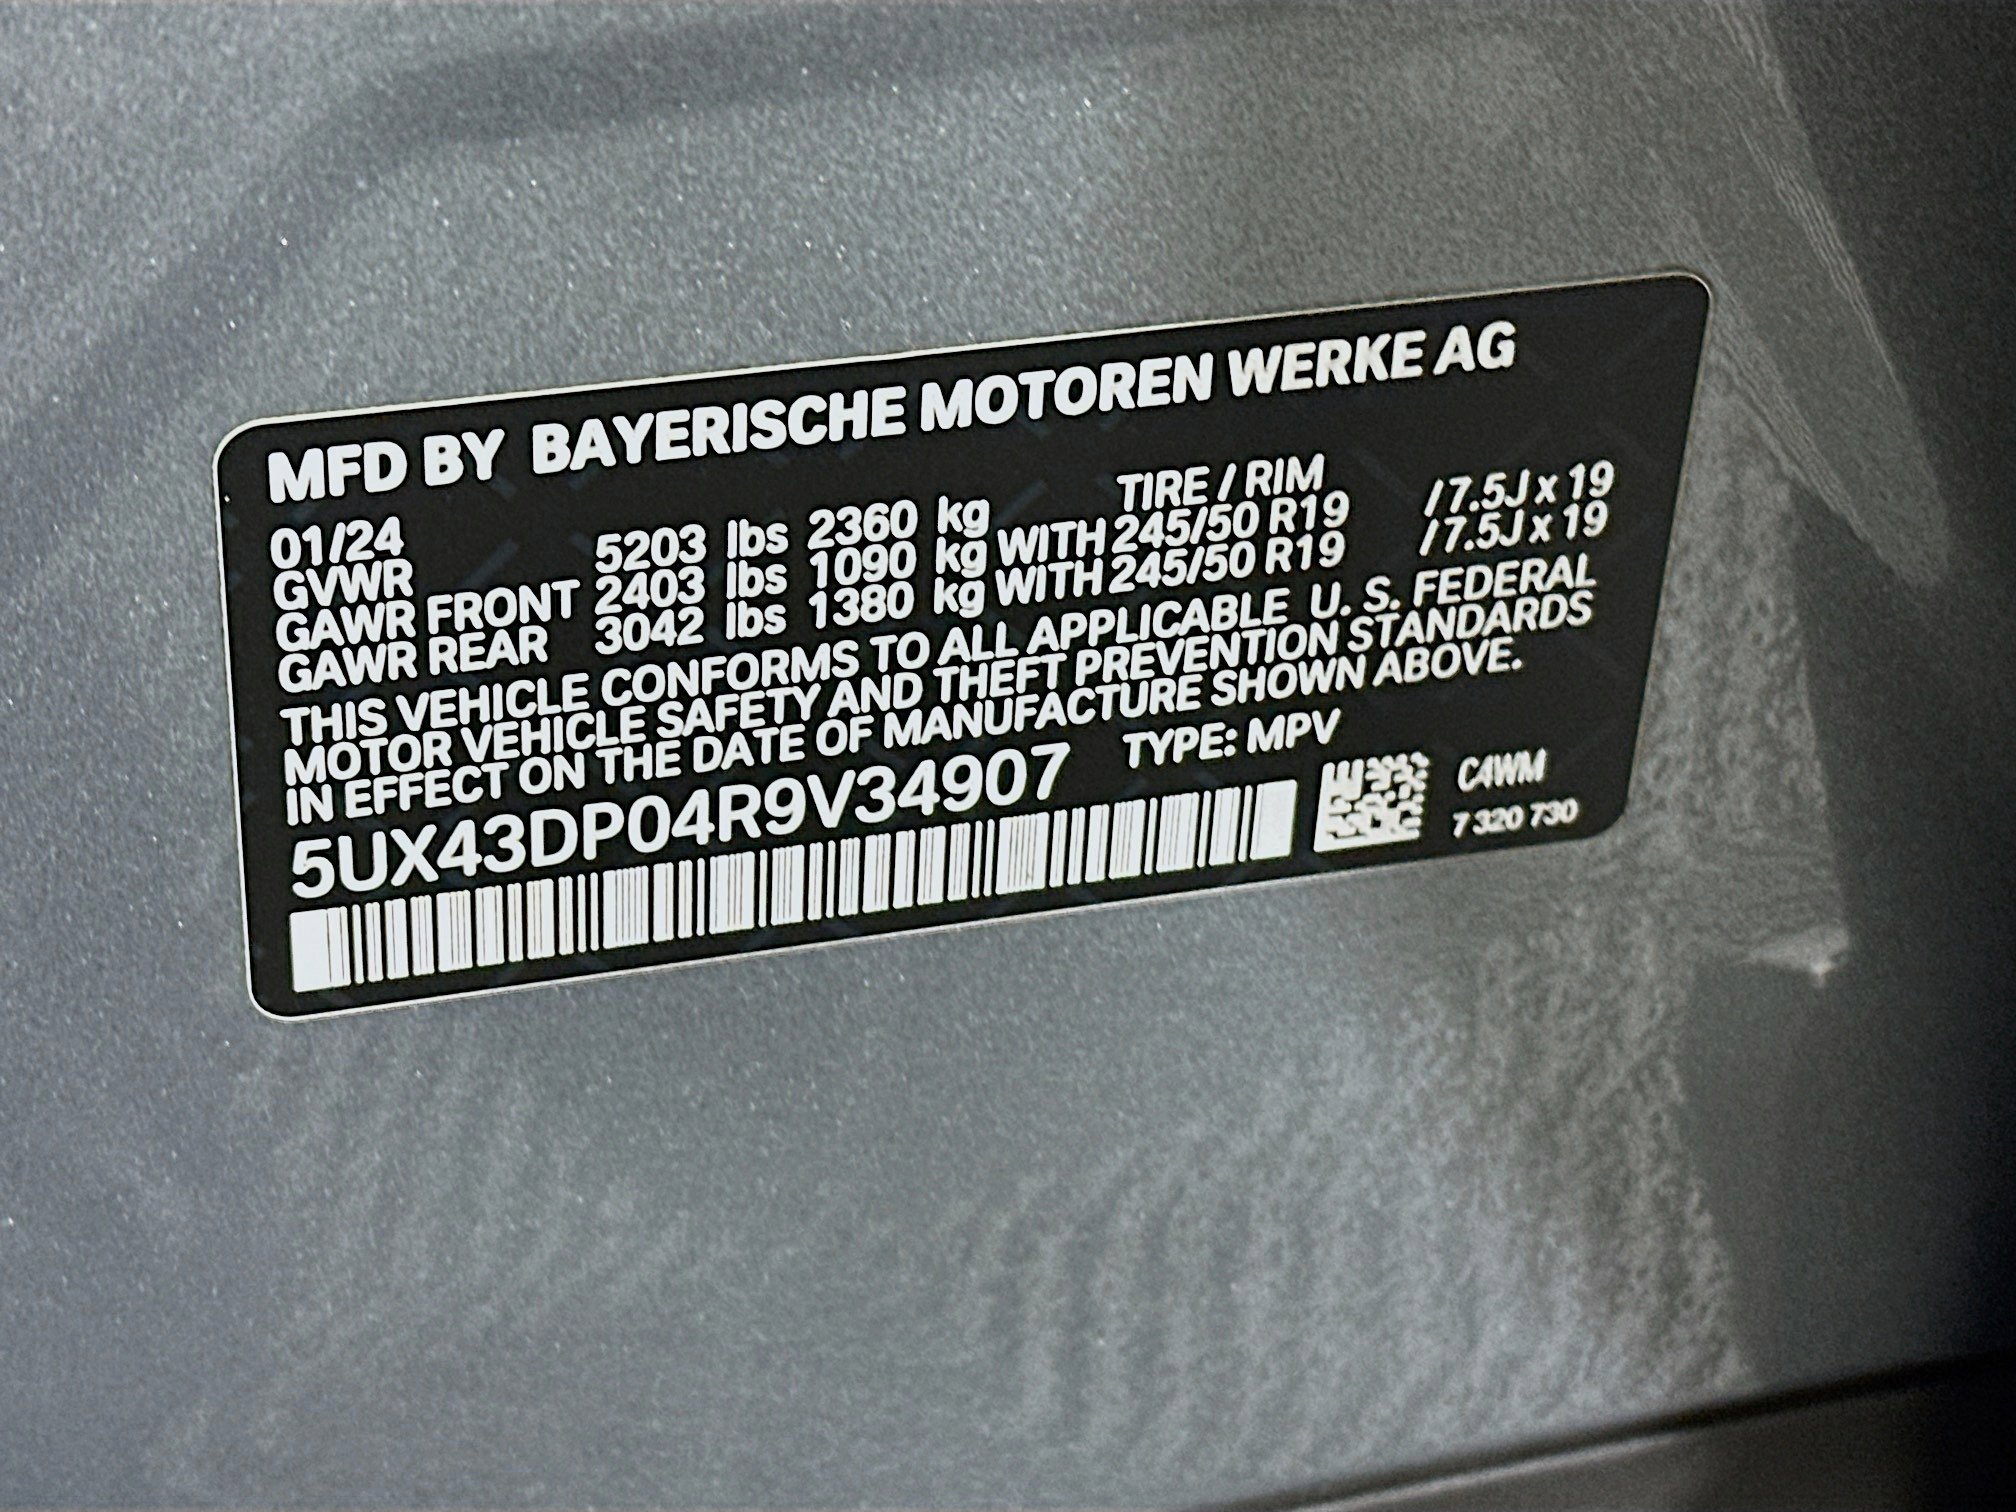 MFD BY BAYERISCHE MOTOREN WERKE AG
01/24 TIRE / RIM
GVWR 5203 lbs 2360 kg
GAWR FRONT 2403 lbs 1090 kg WITH 245/50 R19 /7.5J x 19
GAWR REAR 3042 lbs 1380 kg WITH 245/50 R19 /7.5J x 19
THIS VEHICLE CONFORMS TO ALL APPLICABLE U. S. FEDERAL
MOTOR VEHICLE SAFETY AND THEFT PREVENTION STANDARDS
IN EFFECT ON THE DATE OF MANUFACTURE SHOWN ABOVE.
5UX43DP04R9V34907 TYPE: MPV
C4WM
7 320 730